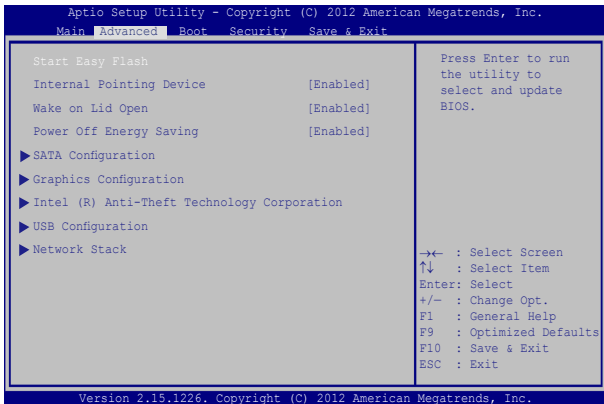 Aptio Setup Utility - Copyright (C) 2012 American Megatrends, Inc.
Main Advanced Boot Security Save & Exit
Start Easy Flash
Internal Pointing Device [Enabled]
Wake on Lid Open [Enabled]
Power Off Energy Saving [Enabled]
SATA Configuration
Graphics Configuration
Intel (R) Anti-Theft Technology Corporation
USB Configuration
Network Stack
Press Enter to run
the utility to
select and update
BIOS.
→← : Select Screen
↑↓ : Select Item
Enter: Select
+/— : Change Opt.
F1 : General Help
F9 : Optimized Defaults
F10 : Save & Exit
ESC : Exit
Version 2.15.1226. Copyright (C) 2012 American Megatrends, Inc.